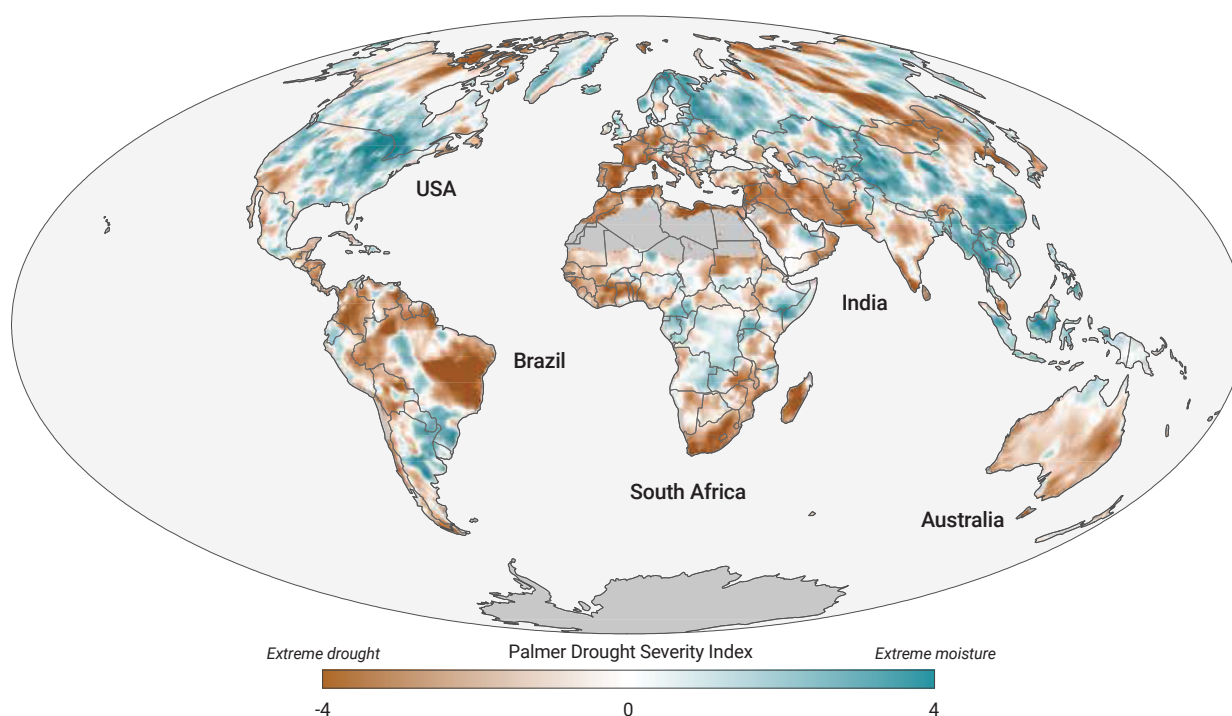 USA
India
Brazil
South Africa
Australia
Extreme drought Palmer Drought Severity Index Extreme moisture
-4 0 4